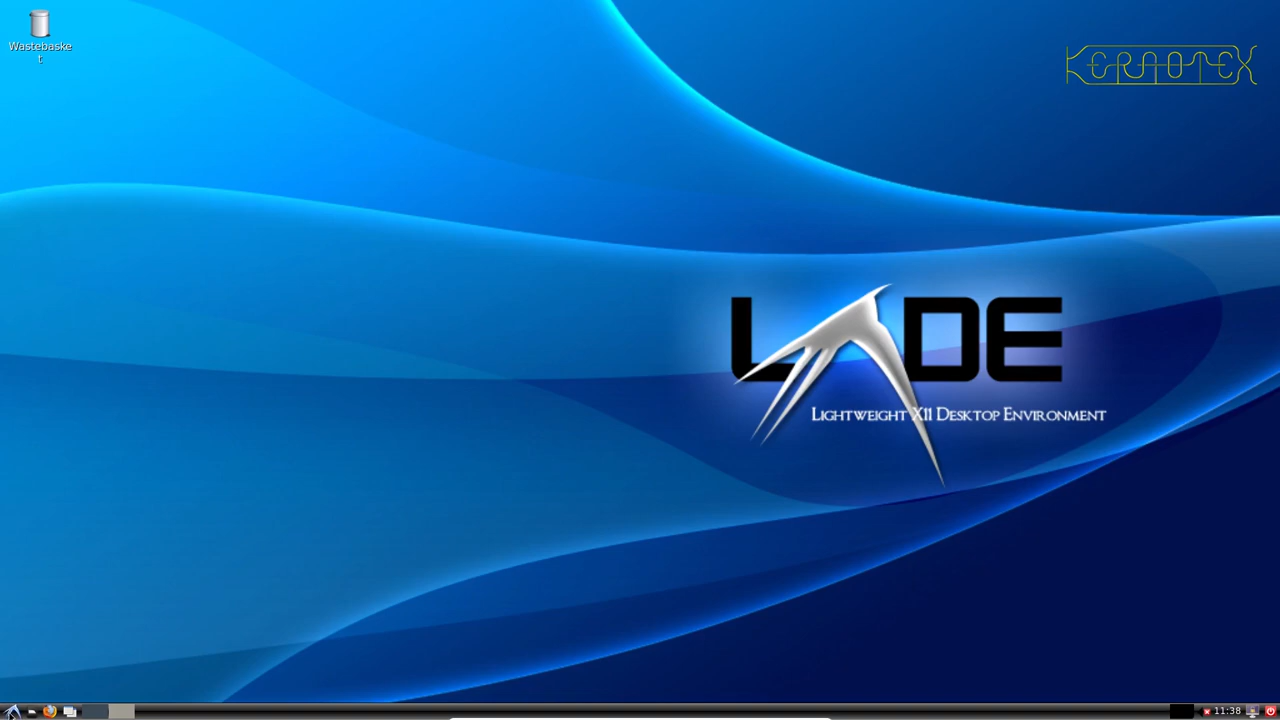 Wastebaske
t
KERAOTEX
LXDE
Lightweight X11 Desktop Environment
11:38